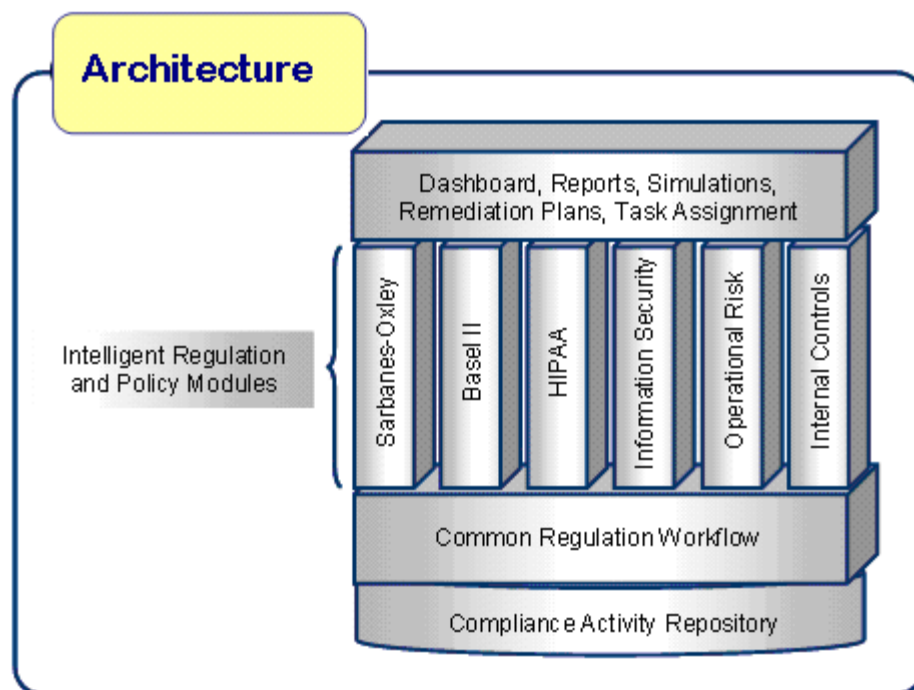 Architecture
Dashboard, Reports, Simulations,
Remediation Plans, Task Assignment
Intelligent Regulation
and Policy Modules
Sarbanes-Oxley
Basel II
HIPAA
Information Security
Operational Risk
Internal Controls
Common Regulation Workflow
Compliance Activity Repository